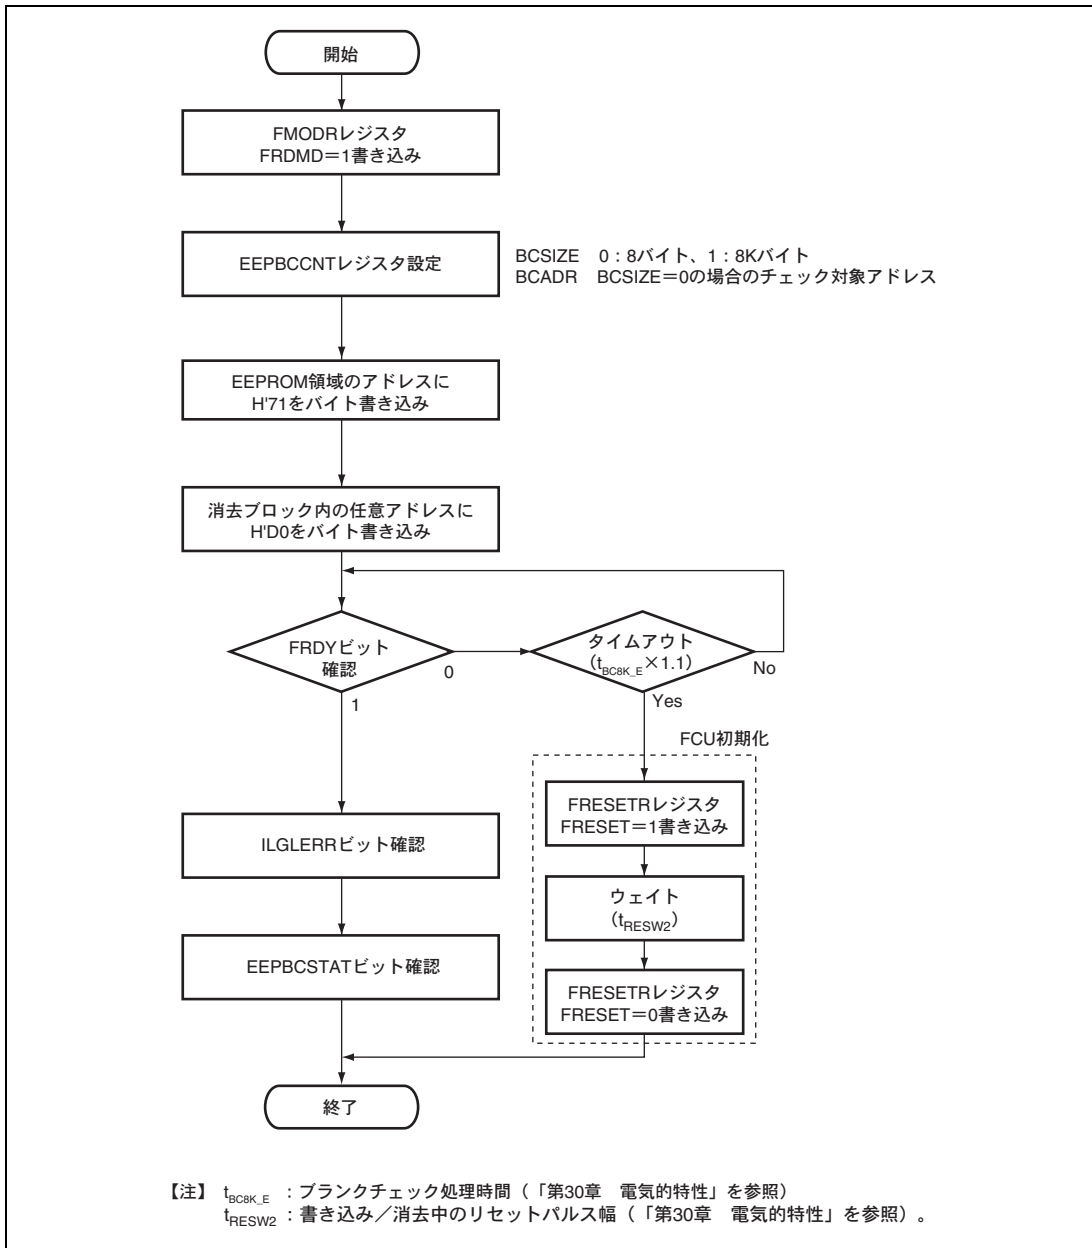 開始
FMODRレジスタ
FRDMD=1書き込み
EEPBCCNTレジスタ設定
BCSIZE 0：8バイト、1：8Kバイト
BCADR BCSIZE=0の場合のチェック対象アドレス
EEPROM領域のアドレスに
H'71をバイト書き込み
消去ブロック内の任意アドレスに
H'D0をバイト書き込み
FRDYビット
確認
0
1
タイムアウト
（tBC8K_E×1.1）
No
Yes
FCU初期化
FRESETRレジスタ
FRESET=1書き込み
ウェイト
（tRESW2）
FRESETRレジスタ
FRESET=0書き込み
ILGLERRビット確認
EEPBCSTATビット確認
終了
【注】 tBC8K_E ：ブランクチェック処理時間（「第30章 電気的特性」を参照）
tRESW2 ：書き込み／消去中のリセットパルス幅（「第30章 電気的特性」を参照）。